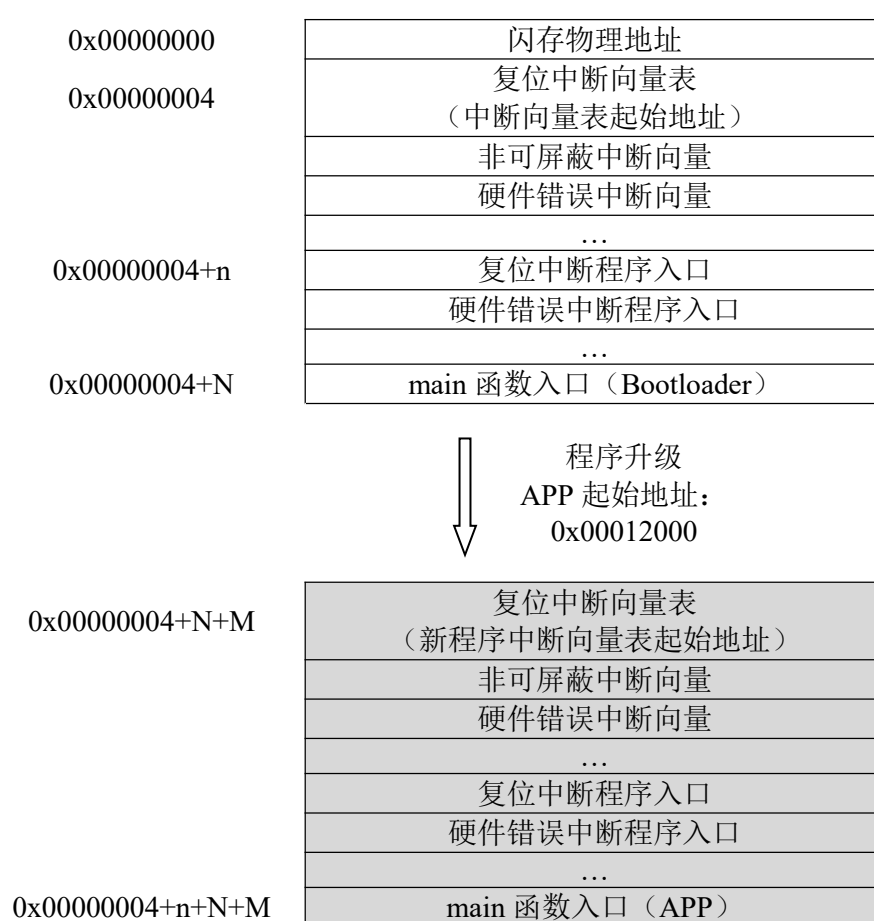 0x00000000
闪存物理地址
0x00000004
复位中断向量表
（中断向量表起始地址）
非可屏蔽中断向量
硬件错误中断向量
…
0x00000004+n
复位中断程序入口
硬件错误中断程序入口
…
0x00000004+N
main 函数入口（Bootloader）
程序升级
APP 起始地址：
0x00012000
0x00000004+N+M
复位中断向量表
（新程序中断向量表起始地址）
非可屏蔽中断向量
硬件错误中断向量
…
复位中断程序入口
硬件错误中断程序入口
…
0x00000004+n+N+M
main 函数入口（APP）